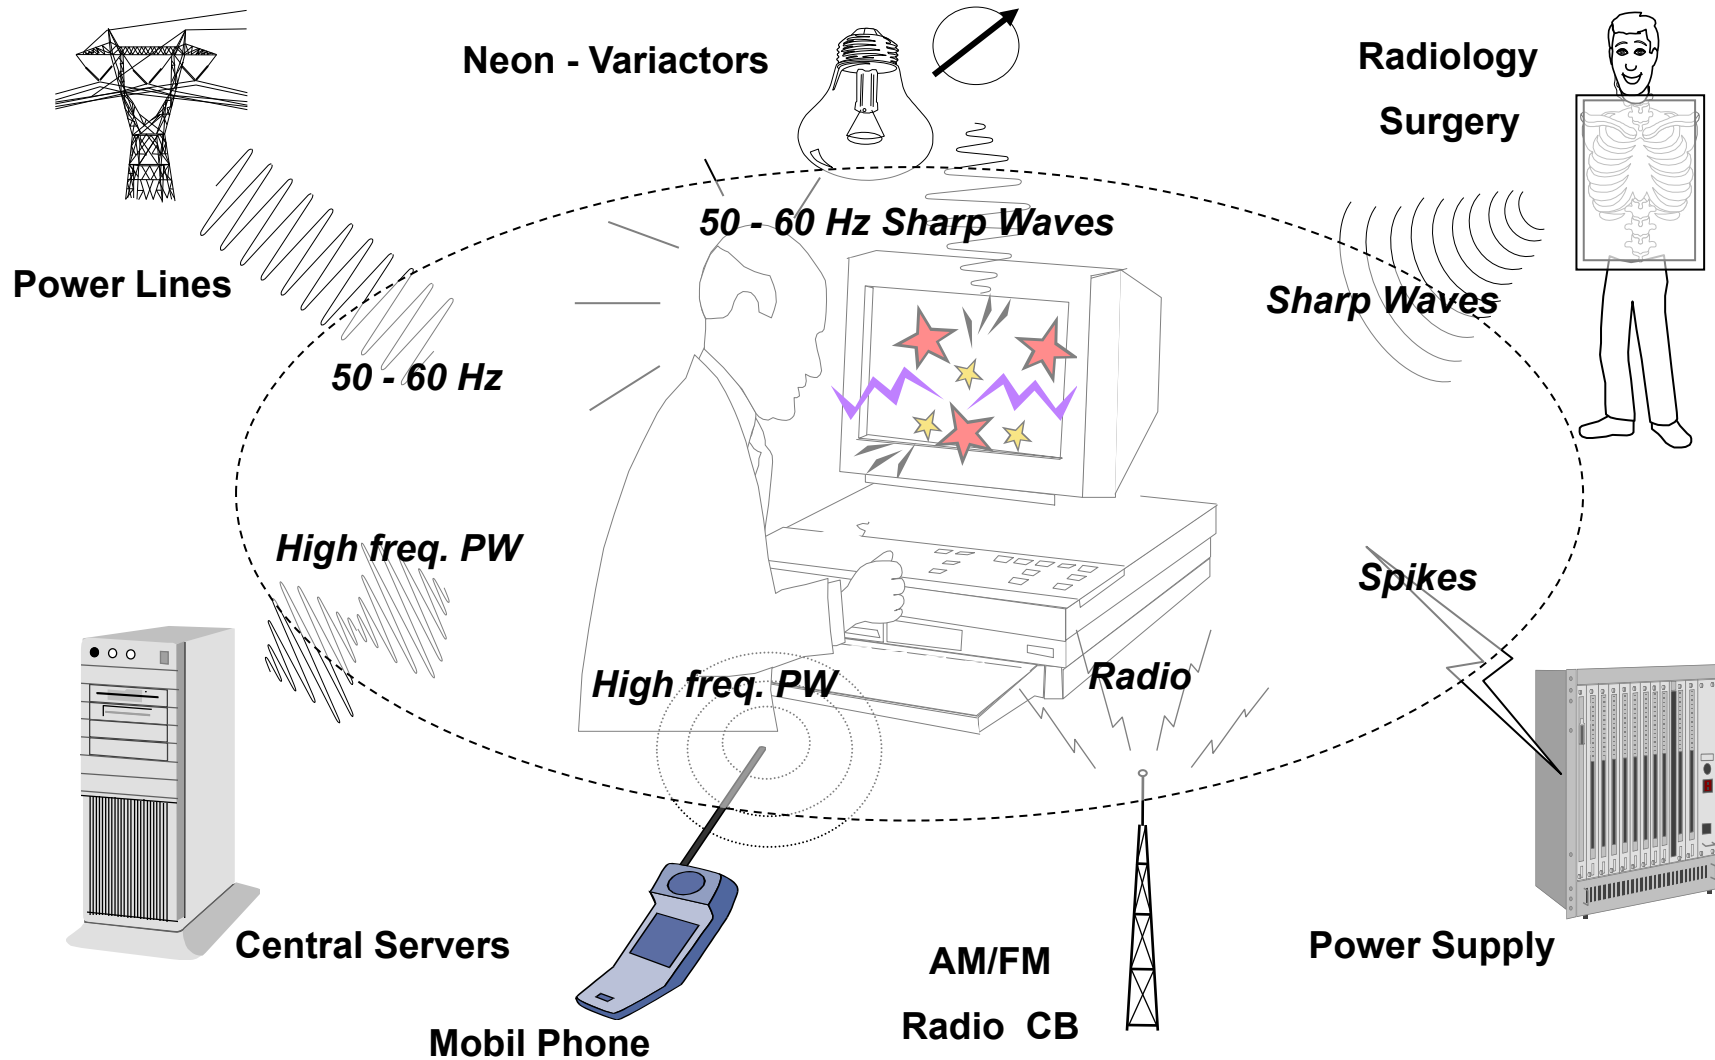 Neon - Variactors
Radiology
Surgery
50 - 60 Hz Sharp Waves
Power Lines
Sharp Waves
50 - 60 Hz
High freq. PW
Spikes
High freq. PW
Radio
Central Servers
Power Supply
AM/FM
Radio CB
Mobil Phone